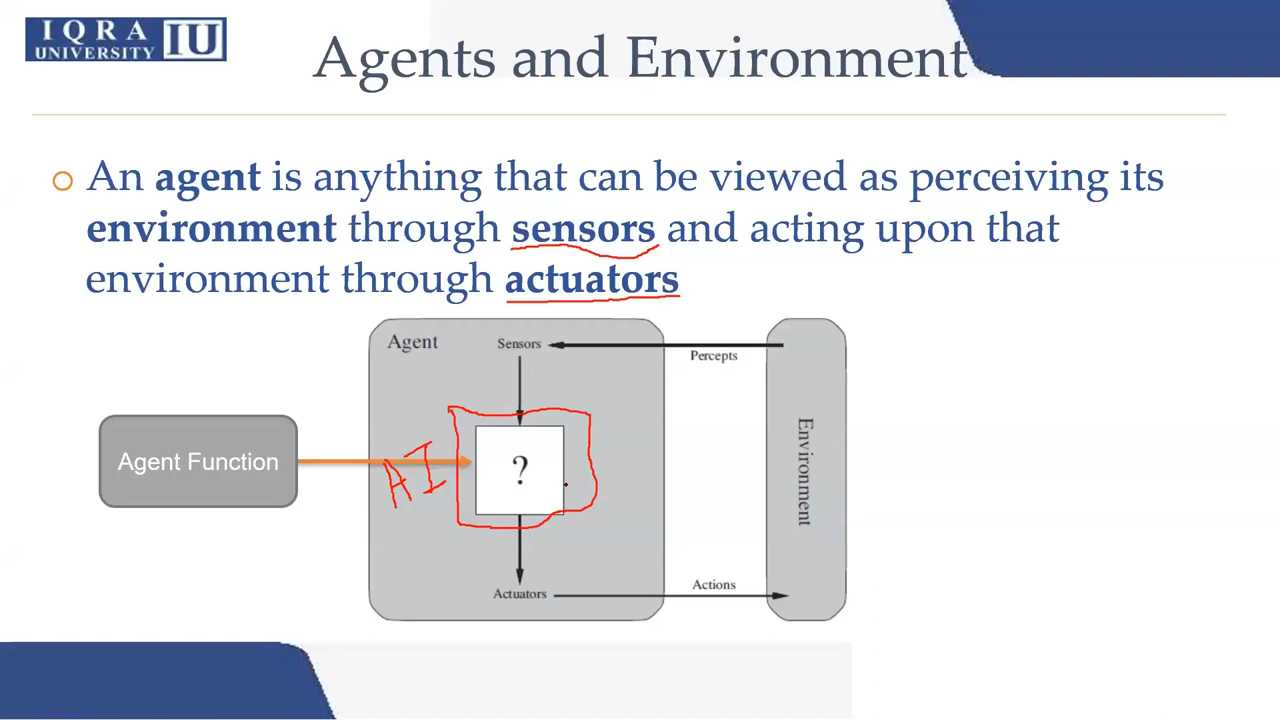 IQRA
UNIVERSITY IU
Agents and Environment
An agent is anything that can be viewed as perceiving its
environment through sensors and acting upon that
environment through actuators
Agent
Sensors
Percepts
Agent Function
AI
?
Environment
Actuators
Actions